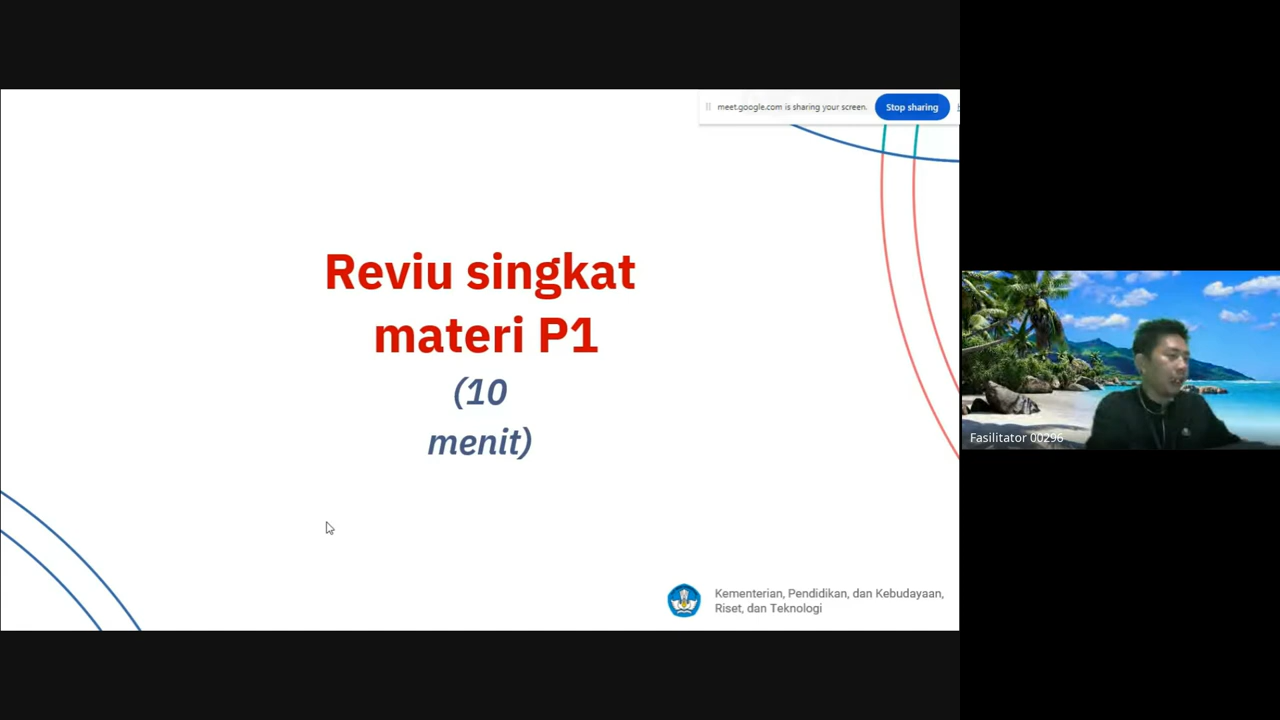 meet.google.com is sharing your screen.
Stop sharing
Reviu singkat
materi P1
(10
menit)
Kementerian, Pendidikan, dan Kebudayaan,
Riset, dan Teknologi
Fasilitator 00296